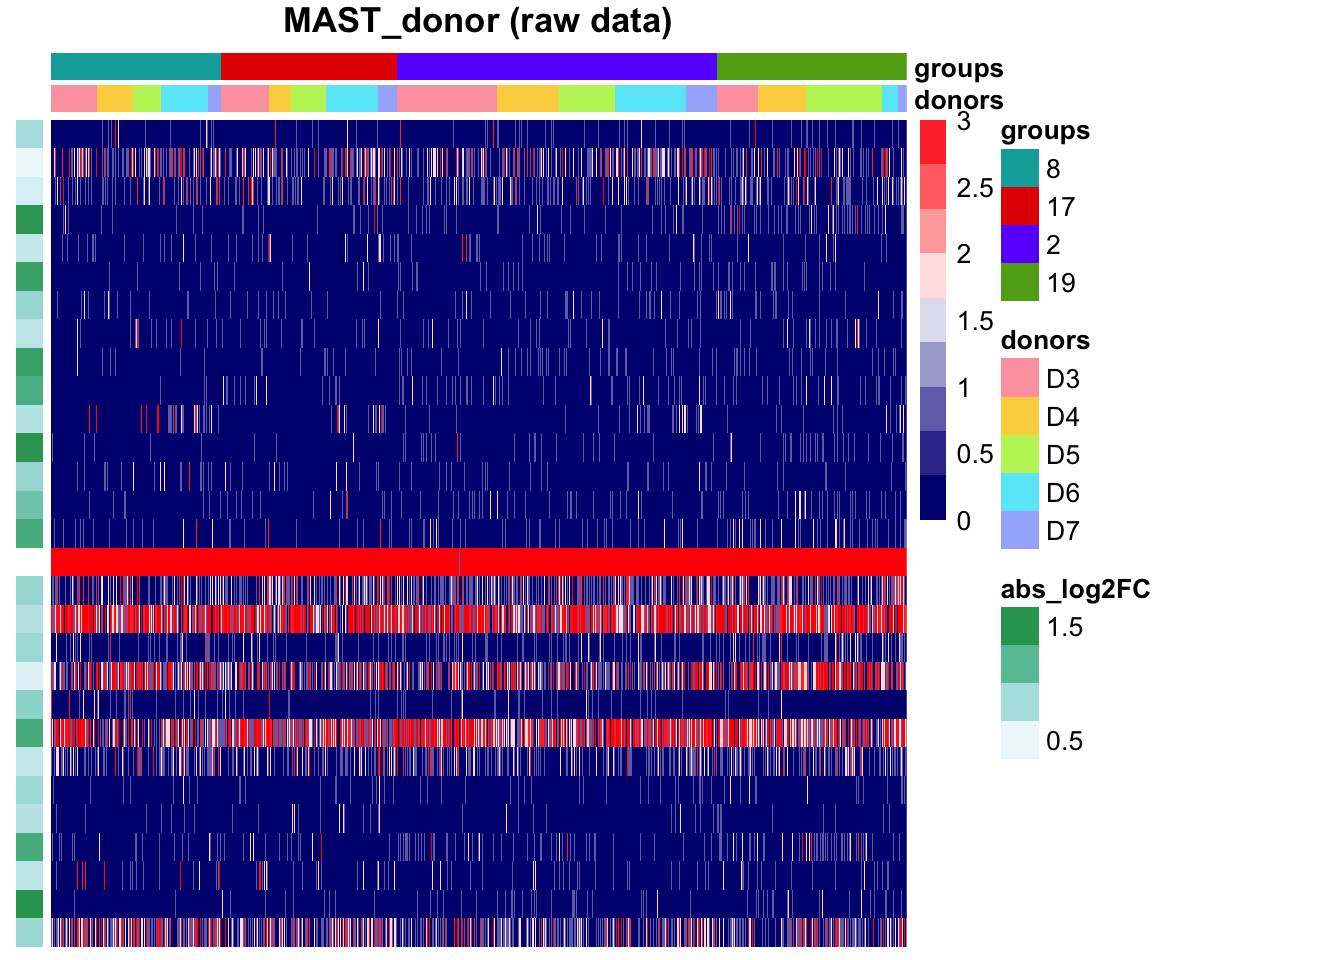 MAST_donor (raw data)
groups
donors
3
2.5
2
1.5
1
0.5
0
groups
8
17
2
19
donors
D3
D4
D5
D6
D7
abs_log2FC
1.5
0.5